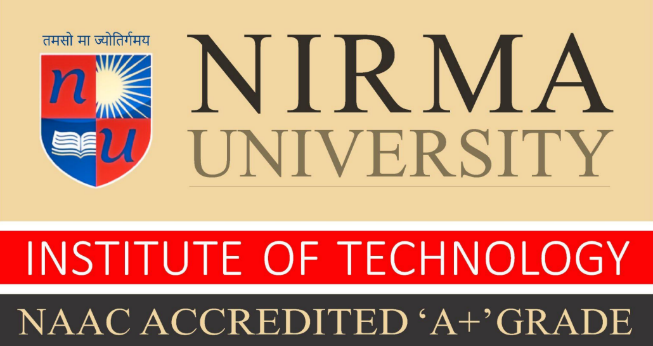 तमसो मा ज्योतिर्गमय
n
u
NIRMA
UNIVERSITY
INSTITUTE OF TECHNOLOGY
NAAC ACCREDITED ‘A+’ GRADE